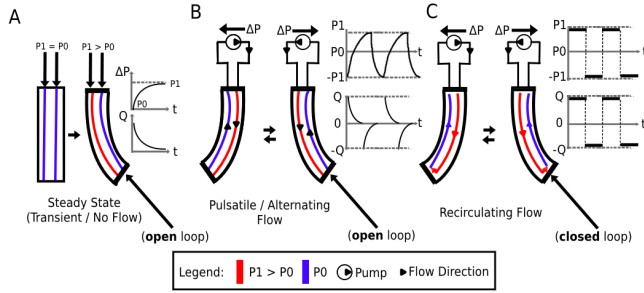 A
P1 = P0
P1 > P0
ΔP
P1
P0
t
Q
t
Steady State
(Transient / No Flow)
(open loop)
B
ΔP
ΔP
P1
P0
-P1
t
Q
0
-Q
t
Pulsatile / Alternating
Flow
(open loop)
C
ΔP
ΔP
P1
P0
-P1
t
Q
0
-Q
t
Recirculating Flow
(closed loop)
Legend:
P1 > P0
P0
Pump
Flow Direction